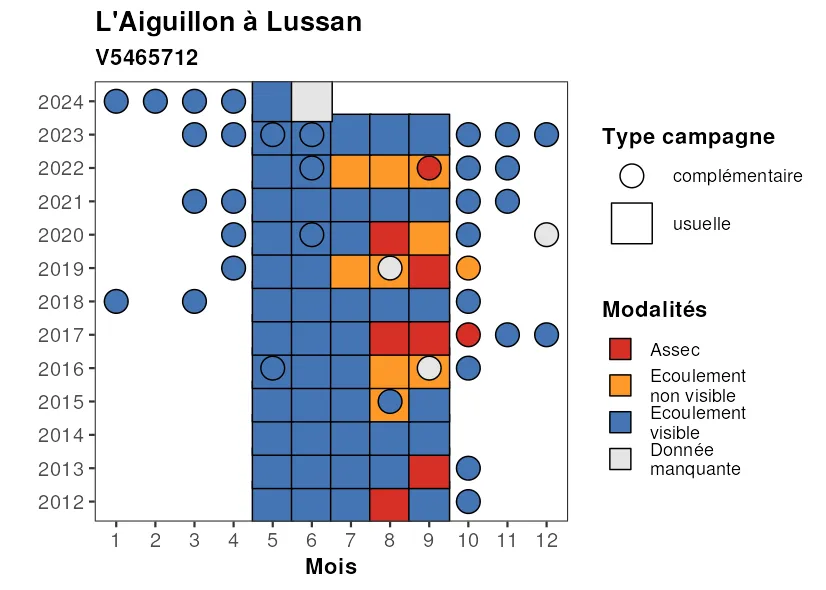 L'Aiguillon à Lussan
V5465712
2024
2023
2022
2021
2020
2019
2018
2017
2016
2015
2014
2013
2012
1 2 3 4 5 6 7 8 9 10 11 12
Mois
Type campagne
complémentaire
usuelle
Modalités
Assec
Ecoulement
non visible
Ecoulement
visible
Donnée
manquante